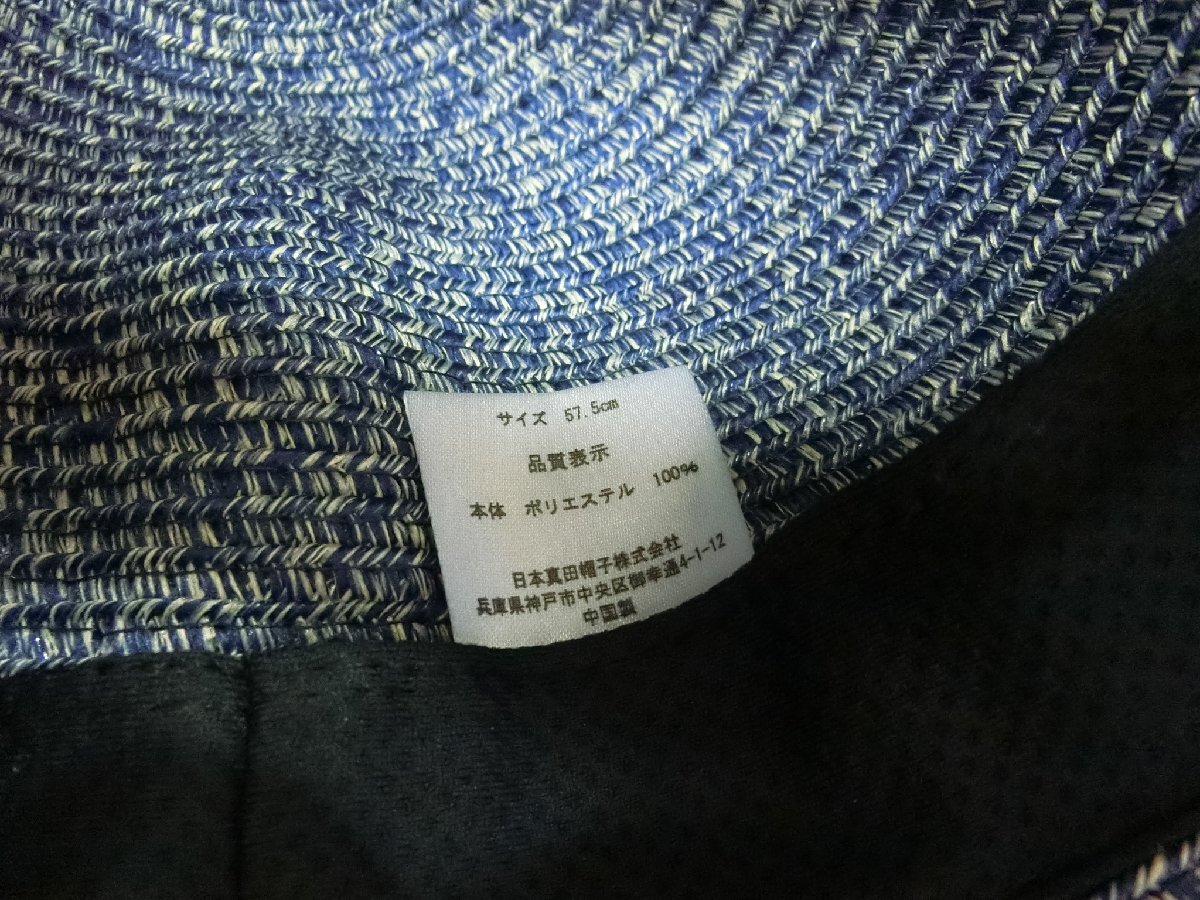 サイズ 57.5cm
品質表示
本体 ポリエステル 100%
日本真田帽子株式会社
兵庫県神戸市中央区御幸通4-1-12
中国製